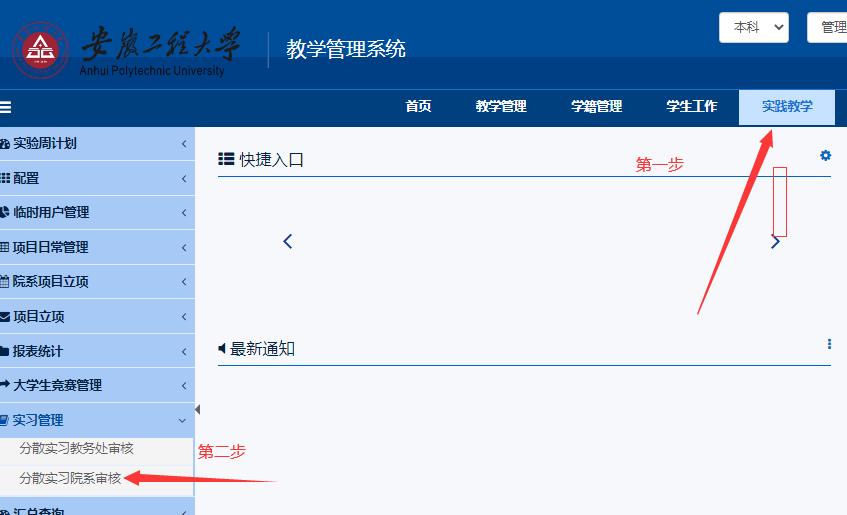 本科
管理
安徽工程大学
Anhui Polytechnic University
教学管理系统
首页
教学管理
学籍管理
学生工作
实践教学
实验周计划
配置
临时用户管理
项目日常管理
院系项目立项
项目立项
报表统计
大学生竞赛管理
实习管理
分散实习教务处审核
分散实习院系审核
汇总查询
快捷入口
第一步
最新通知
第二步